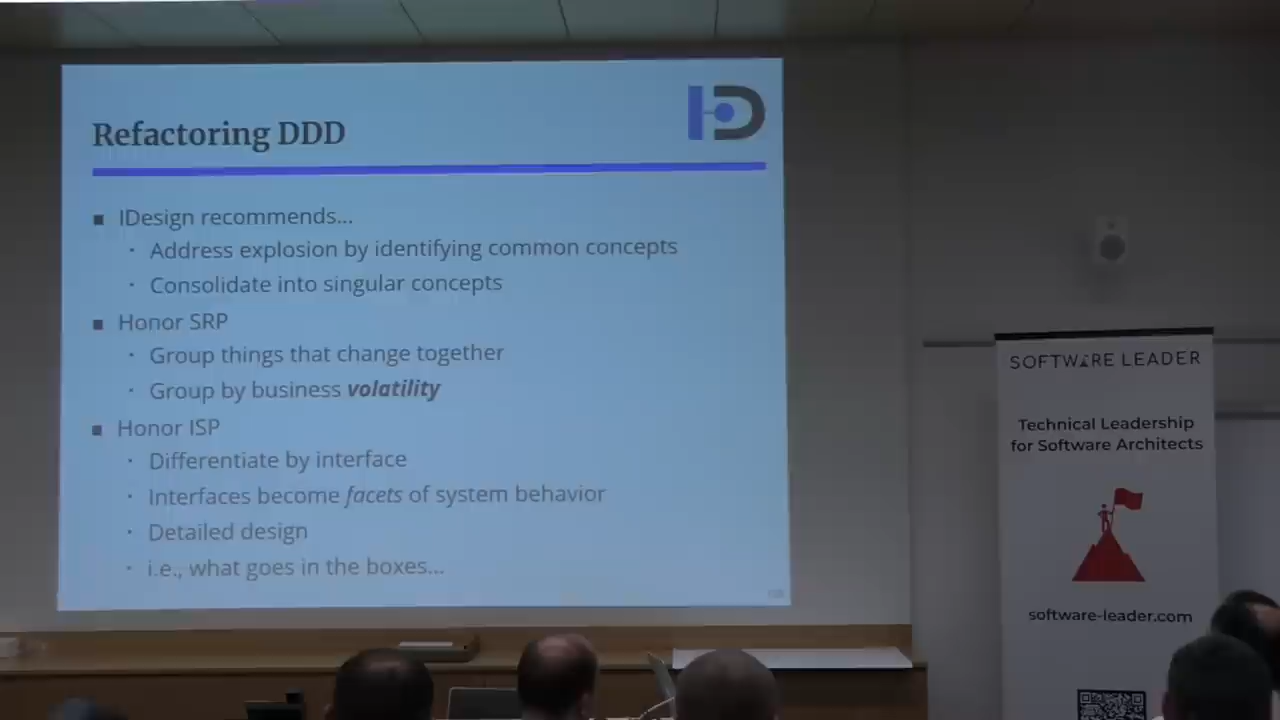 Refactoring DDD
IDesign recommends...
Address explosion by identifying common concepts
Consolidate into singular concepts
Honor SRP
Group things that change together
Group by business volatility
Honor ISP
Differentiate by interface
Interfaces become facets of system behavior
Detailed design
i.e., what goes in the boxes...
SOFTWARE LEADER
Technical Leadership
for Software Architects
software-leader.com